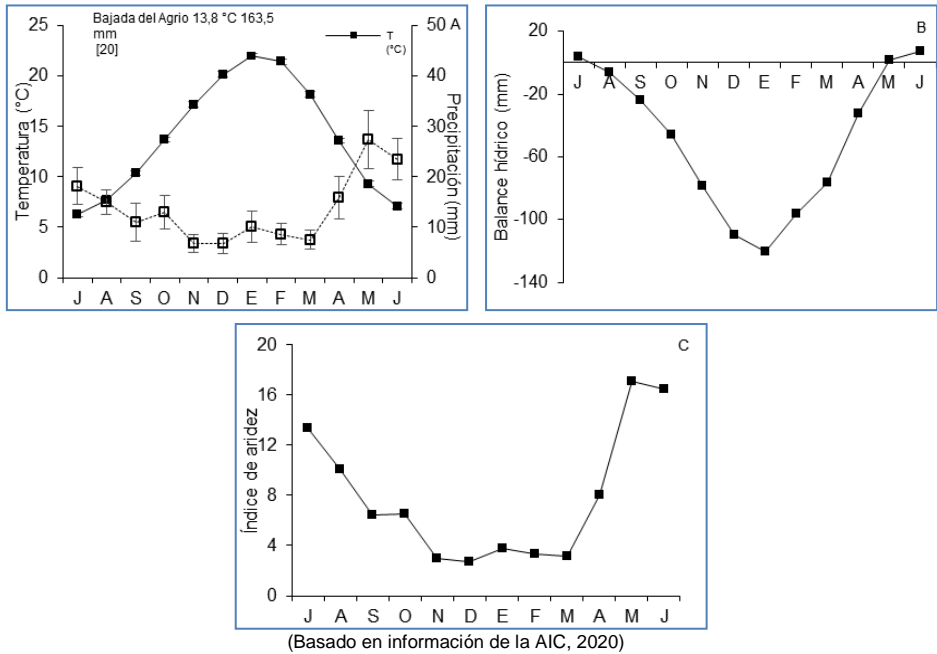 Bajada del Agrio 13,8 °C 163,5
mm
[20]
T
(°C)
A
25
20
15
10
5
0
Temperatura (°C)
50
40
30
20
10
0
Precipitación (mm)
J A S O N D E F M A M J
B
20
-20
-60
-100
-140
Balance hídrico (mm)
J A S O N D E F M A M J
C
20
16
12
8
4
0
Índice de aridez
J A S O N D E F M A M J
(Basado en información de la AIC, 2020)